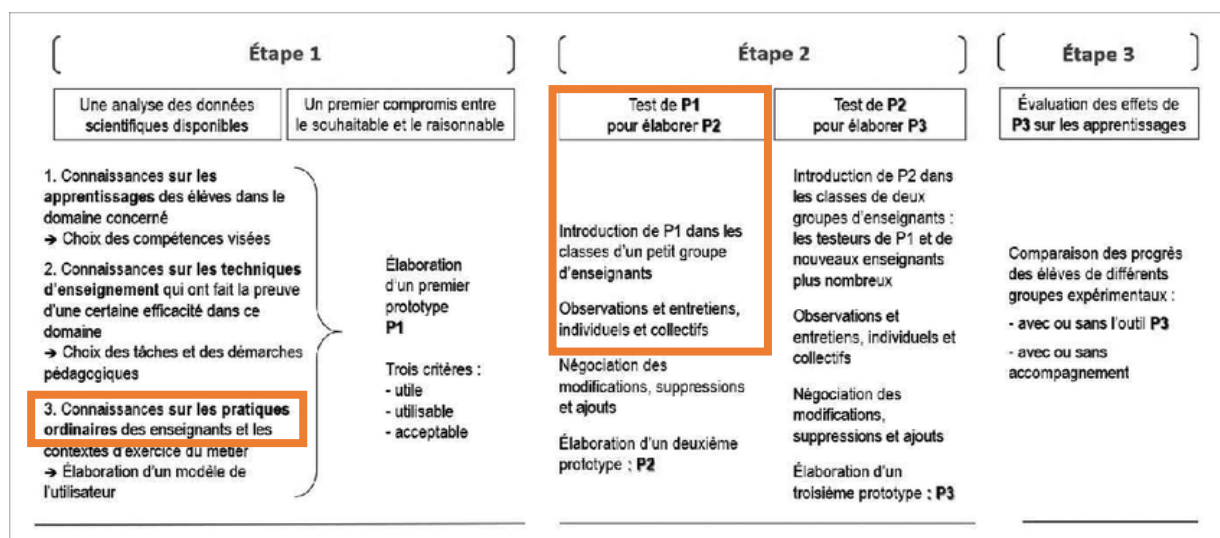 Étape 1
Une analyse des données
scientifiques disponibles
Un premier compromis entre
le souhaitable et le raisonnable
1. Connaissances sur les
apprentissages des élèves dans le
domaine concerné
→ Choix des compétences visées
2. Connaissances sur les techniques
d'enseignement qui ont fait la preuve
d'une certaine efficacité dans ce
domaine
→ Choix des tâches et des démarches
pédagogiques
3. Connaissances sur les pratiques
ordinaires des enseignants et les
contextes d'exercice du métier
→ Élaboration d'un modèle de
l'utilisateur
Élaboration
d'un premier
prototype
P1
Trois critères :
- utile
- utilisable
- acceptable
Étape 2
Test de P1
pour élaborer P2
Introduction de P1 dans les
classes d'un petit groupe
d'enseignants
Observations et entretiens,
individuels et collectifs
Négociation des
modifications, suppressions
et ajouts
Élaboration d'un deuxième
prototype : P2
Test de P2
pour élaborer P3
Introduction de P2 dans
les classes de deux
groupes d'enseignants :
les testeurs de P1 et de
nouveaux enseignants
plus nombreux
Observations et
entretiens, individuels et
collectifs
Négociation des
modifications,
suppressions et ajouts
Élaboration d'un
troisième prototype : P3
Étape 3
Évaluation des effets de
P3 sur les apprentissages
Comparaison des progrès
des élèves de différents
groupes expérimentaux :
- avec ou sans l'outil P3
- avec ou sans
accompagnement